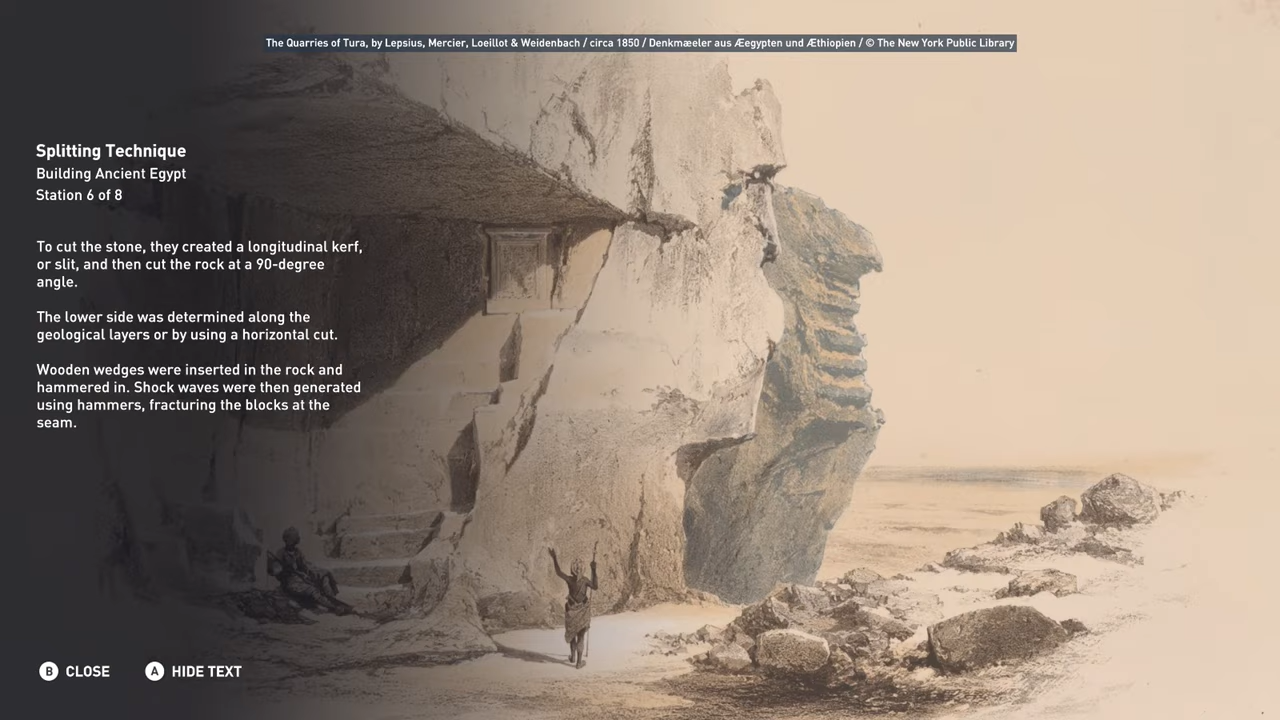 The Quarries of Tura, by Lepsius, Mercier, Loeillot & Weidenbach / circa 1850 / Denkmæeler aus Ægypten und Æthiopien / © The New York Public Library
Splitting Technique
Building Ancient Egypt
Station 6 of 8
To cut the stone, they created a longitudinal kerf,
or slit, and then cut the rock at a 90-degree
angle.
The lower side was determined along the
geological layers or by using a horizontal cut.
Wooden wedges were inserted in the rock and
hammered in. Shock waves were then generated
using hammers, fracturing the blocks at the
seam.
B CLOSE
A HIDE TEXT